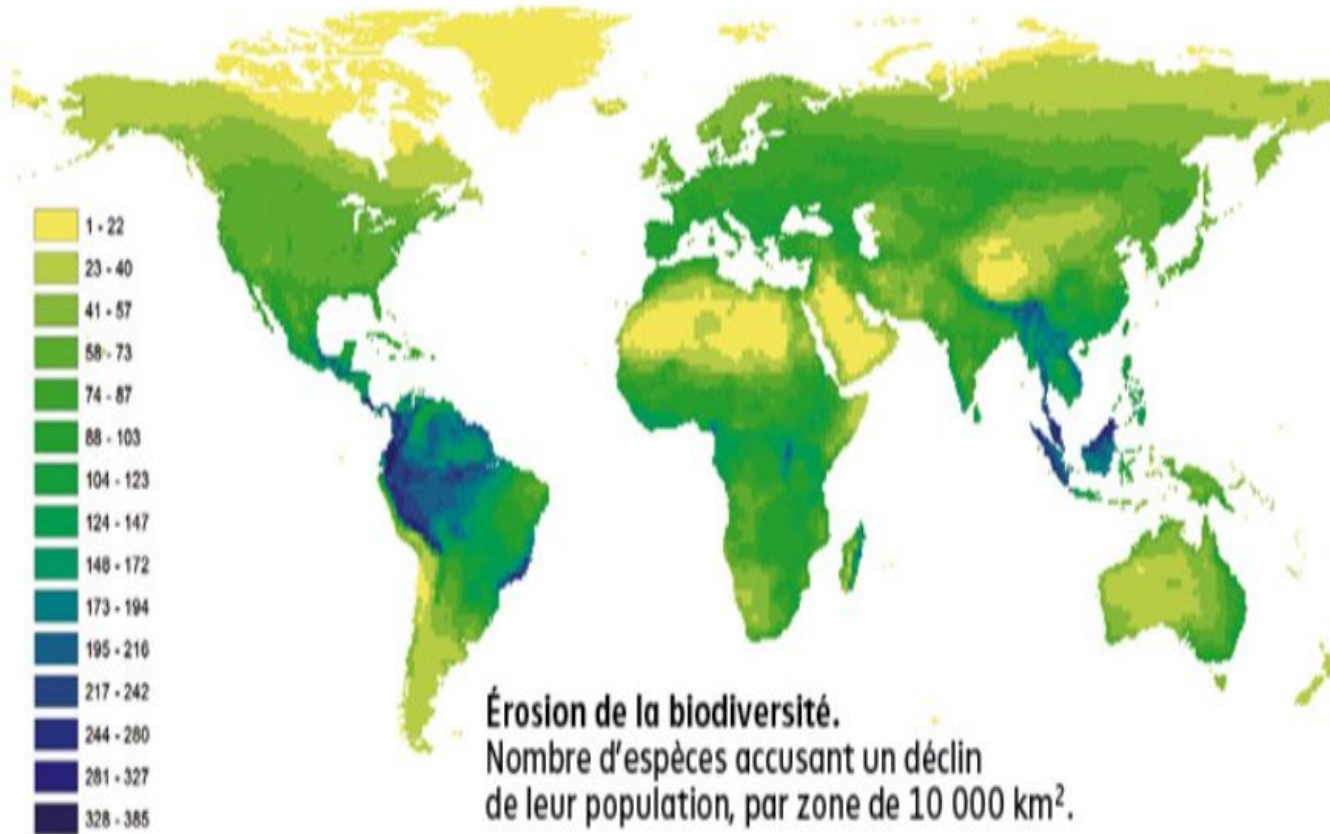 1 - 22
23 - 40
41 - 57
58 - 73
74 - 87
88 - 103
104 - 123
124 - 147
148 - 172
173 - 194
195 - 216
217 - 242
244 - 280
281 - 327
328 - 385
Érosion de la biodiversité.
Nombre d’espèces accusant un déclin
de leur population, par zone de 10 000 km².